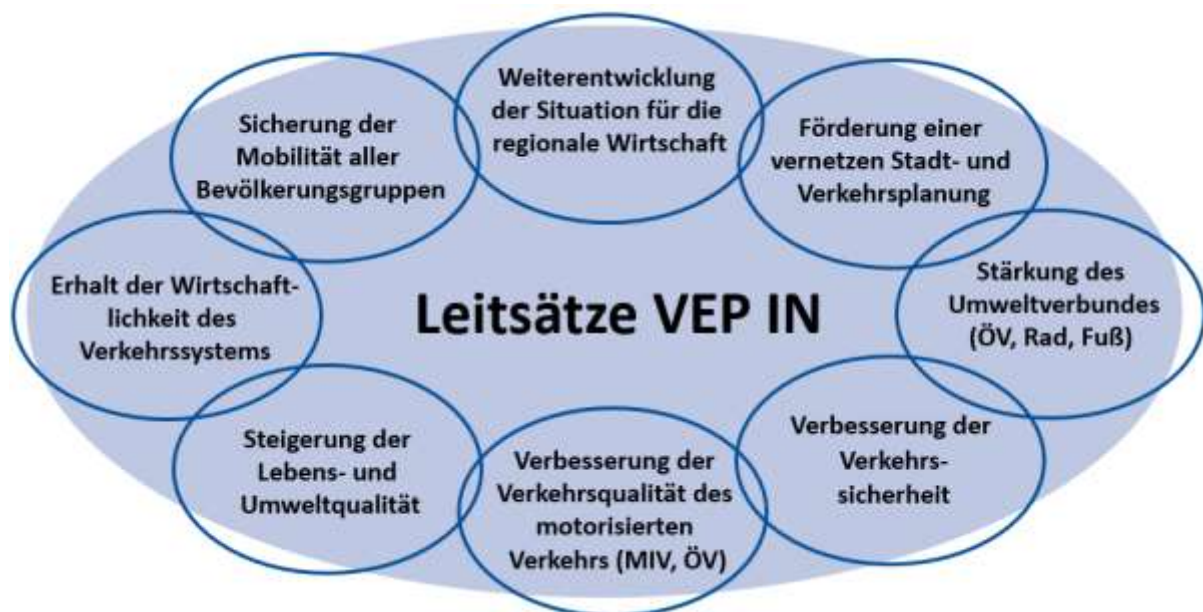 Weiterentwicklung
der Situation für die
regionale Wirtschaft
Förderung einer
vernetzen Stadt- und
Verkehrsplanung
Stärkung des
Umweltverbundes
(ÖV, Rad, Fuß)
Verbesserung der
Verkehrs-
sicherheit
Verbesserung der
Verkehrsqualität des
motorisierten
Verkehrs (MIV, ÖV)
Steigerung der
Lebens- und
Umweltqualität
Erhalt der Wirtschaft-
lichkeit des
Verkehrssystems
Sicherung der
Mobilität aller
Bevölkerungsgruppen
Leitsätze VEP IN